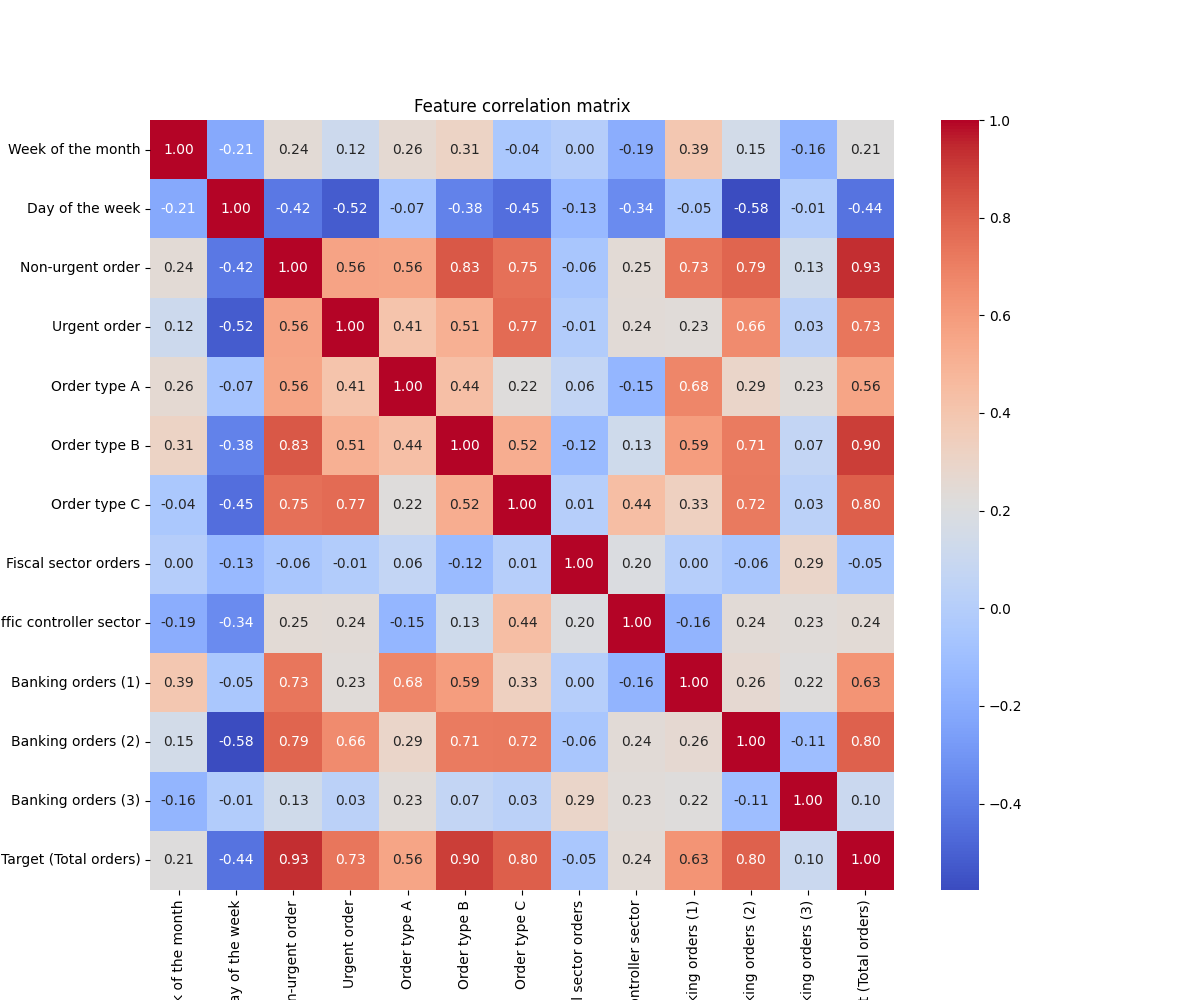 Feature correlation matrix
Week of the month 1.00 -0.21 0.24 0.12 0.26 0.31 -0.04 0.00 -0.19 0.39 0.15 -0.16 0.21
Day of the week -0.21 1.00 -0.42 -0.52 -0.07 -0.38 -0.45 -0.13 -0.34 -0.05 -0.58 -0.01 -0.44
Non-urgent order 0.24 -0.42 1.00 0.56 0.56 0.83 0.75 -0.06 0.25 0.73 0.79 0.13 0.93
Urgent order 0.12 -0.52 0.56 1.00 0.41 0.51 0.77 -0.01 0.24 0.23 0.66 0.03 0.73
Order type A 0.26 -0.07 0.56 0.41 1.00 0.44 0.22 0.06 -0.15 0.68 0.29 0.23 0.56
Order type B 0.31 -0.38 0.83 0.51 0.44 1.00 0.52 -0.12 0.13 0.59 0.71 0.07 0.90
Order type C -0.04 -0.45 0.75 0.77 0.22 0.52 1.00 0.01 0.44 0.33 0.72 0.03 0.80
Fiscal sector orders 0.00 -0.13 -0.06 -0.01 0.06 -0.12 0.01 1.00 0.20 0.00 -0.06 0.29 -0.05
ffic controller sector -0.19 -0.34 0.25 0.24 -0.15 0.13 0.44 0.20 1.00 -0.16 0.24 0.23 0.24
Banking orders (1) 0.39 -0.05 0.73 0.23 0.68 0.59 0.33 0.00 -0.16 1.00 0.26 0.22 0.63
Banking orders (2) 0.15 -0.58 0.79 0.66 0.29 0.71 0.72 -0.06 0.24 0.26 1.00 -0.11 0.80
Banking orders (3) -0.16 -0.01 0.13 0.03 0.23 0.07 0.03 0.29 0.23 0.22 -0.11 1.00 0.10
Target (Total orders) 0.21 -0.44 0.93 0.73 0.56 0.90 0.80 -0.05 0.24 0.63 0.80 0.10 1.00
k of the month
ay of the week
n-urgent order
Urgent order
Order type A
Order type B
Order type C
l sector orders
ontroller sector
king orders (1)
king orders (2)
king orders (3)
t (Total orders)
1.0
0.8
0.6
0.4
0.2
0.0
−0.2
−0.4